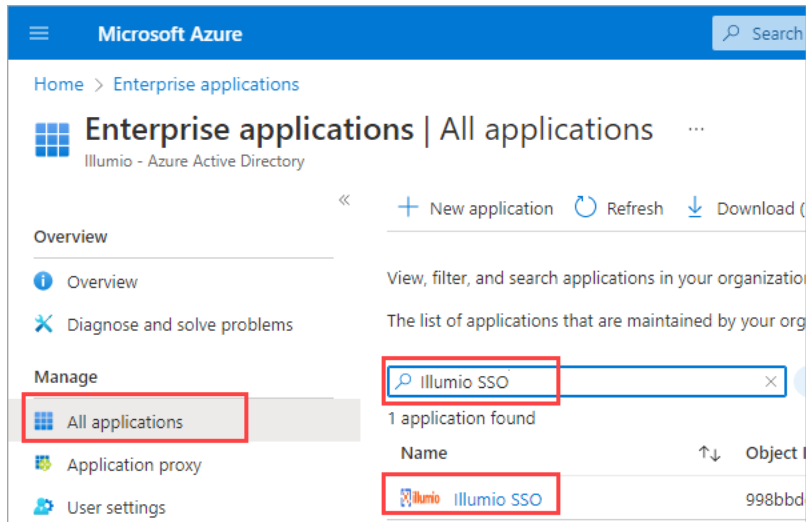 Microsoft Azure
Search
Home > Enterprise applications
Enterprise applications | All applications ...
Illumio - Azure Active Directory
«
+ New application Refresh Download (
Overview
Overview
View, filter, and search applications in your organizatio
Diagnose and solve problems
The list of applications that are maintained by your org
Manage
Illumio SSO ×
All applications
1 application found
Name ↑↓ Object I
Application proxy
illumio Illumio SSO 998bbd
User settings